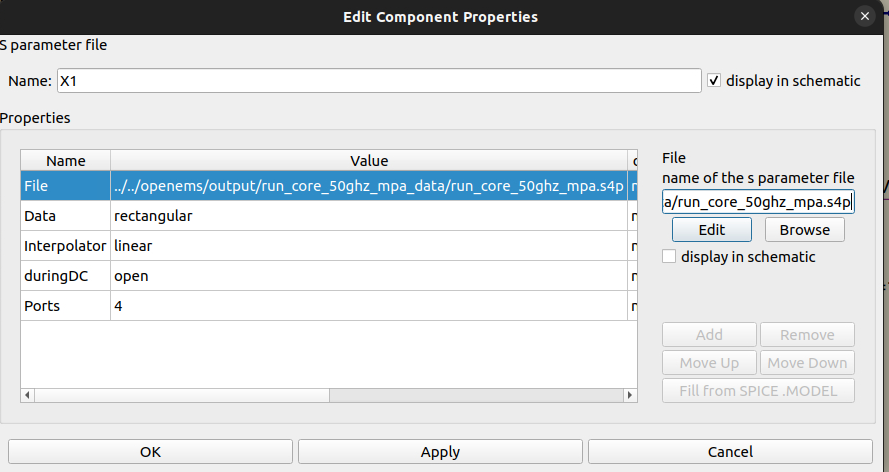 Edit Component Properties
S parameter file
Name: X1 display in schematic
Properties
Name Value
File ../../openems/output/run_core_50ghz_mpa_data/run_core_50ghz_mpa.s4p
Data rectangular
Interpolator linear
duringDC open
Ports 4
File
name of the s parameter file
a/run_core_50ghz_mpa.s4p
Edit Browse
display in schematic
Add Remove
Move Up Move Down
Fill from SPICE .MODEL
OK Apply Cancel